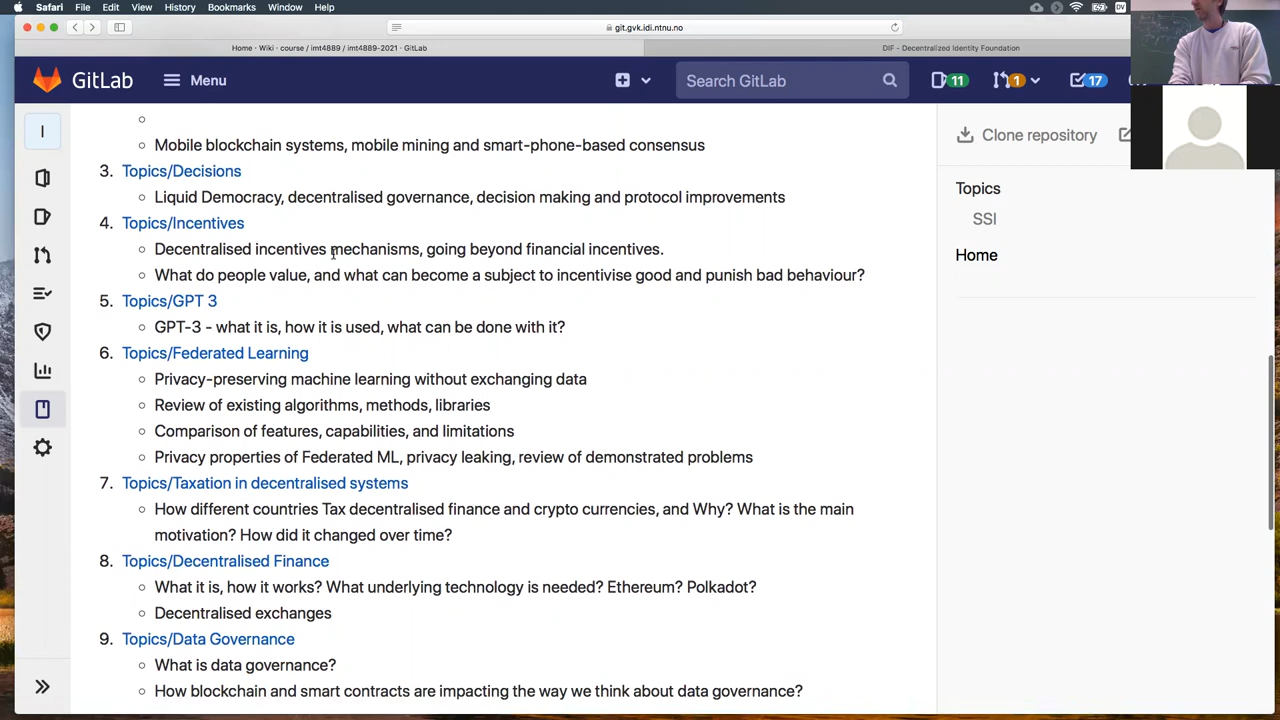 Safari File Edit View History Bookmarks Window Help
DV
git.gvk.idi.ntnu.no
Home · Wiki · course / imt4889 / imt4889-2021 · GitLab
DIF - Decentralized Identity Foundation
GitLab
Menu
Search GitLab
11
1
17
I
Clone repository
Mobile blockchain systems, mobile mining and smart-phone-based consensus
3. Topics/Decisions
Liquid Democracy, decentralised governance, decision making and protocol improvements
4. Topics/Incentives
Decentralised incentives mechanisms, going beyond financial incentives.
What do people value, and what can become a subject to incentivise good and punish bad behaviour?
5. Topics/GPT 3
GPT-3 - what it is, how it is used, what can be done with it?
6. Topics/Federated Learning
Privacy-preserving machine learning without exchanging data
Review of existing algorithms, methods, libraries
Comparison of features, capabilities, and limitations
Privacy properties of Federated ML, privacy leaking, review of demonstrated problems
7. Topics/Taxation in decentralised systems
How different countries Tax decentralised finance and crypto currencies, and Why? What is the main
motivation? How did it changed over time?
8. Topics/Decentralised Finance
What it is, how it works? What underlying technology is needed? Ethereum? Polkadot?
Decentralised exchanges
9. Topics/Data Governance
What is data governance?
How blockchain and smart contracts are impacting the way we think about data governance?
Topics
SSI
Home